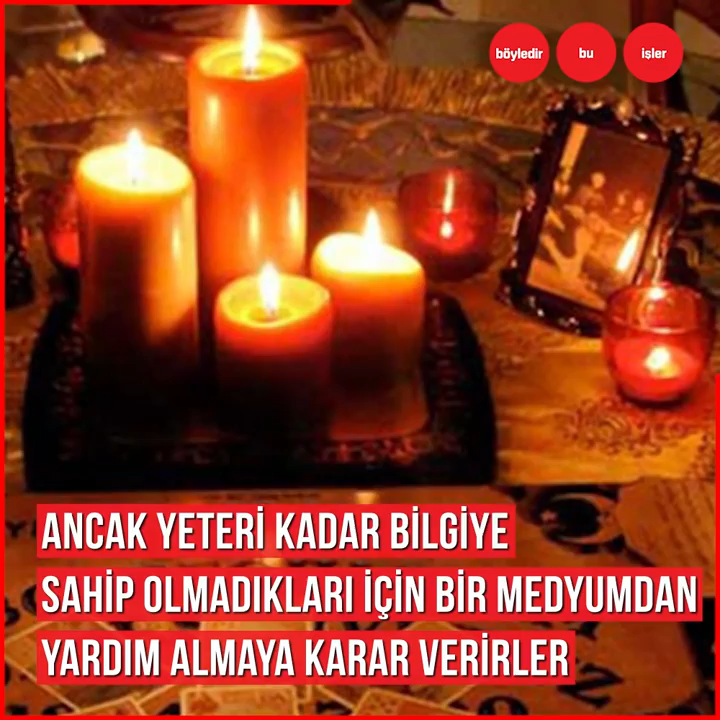 böyledir bu işler
ANCAK YETERİ KADAR BİLGİYE
SAHİP OLMADIKLARI İÇİN BİR MEDYUMDAN
YARDIM ALMAYA KARAR VERİRLER